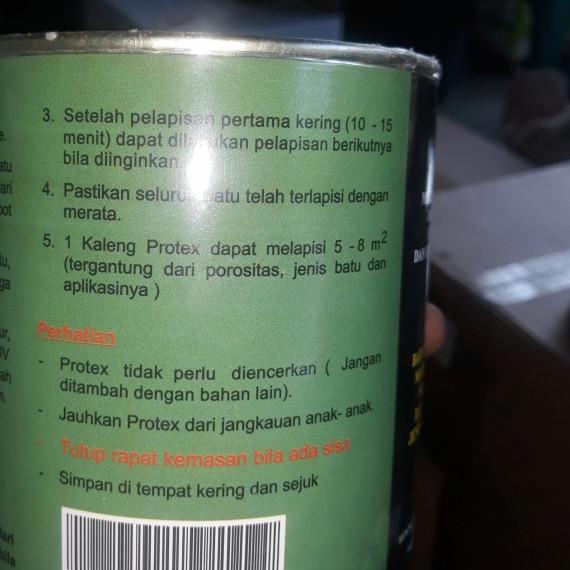 3. Setelah pelapisan pertama kering (10 - 15
menit) dapat dilakukan pelapisan berikutnya
bila diinginkan.
4. Pastikan seluruh batu telah terlapisi dengan
merata.
5. 1 Kaleng Protex dapat melapisi 5 - 8 m2
(tergantung dari porositas, jenis batu dan
aplikasinya )
Perhatian
- Protex tidak perlu diencerkan ( Jangan
ditambah dengan bahan lain).
- Jauhkan Protex dari jangkauan anak- anak.
- Tutup rapat kemasan bila ada sisa
- Simpan di tempat kering dan sejuk